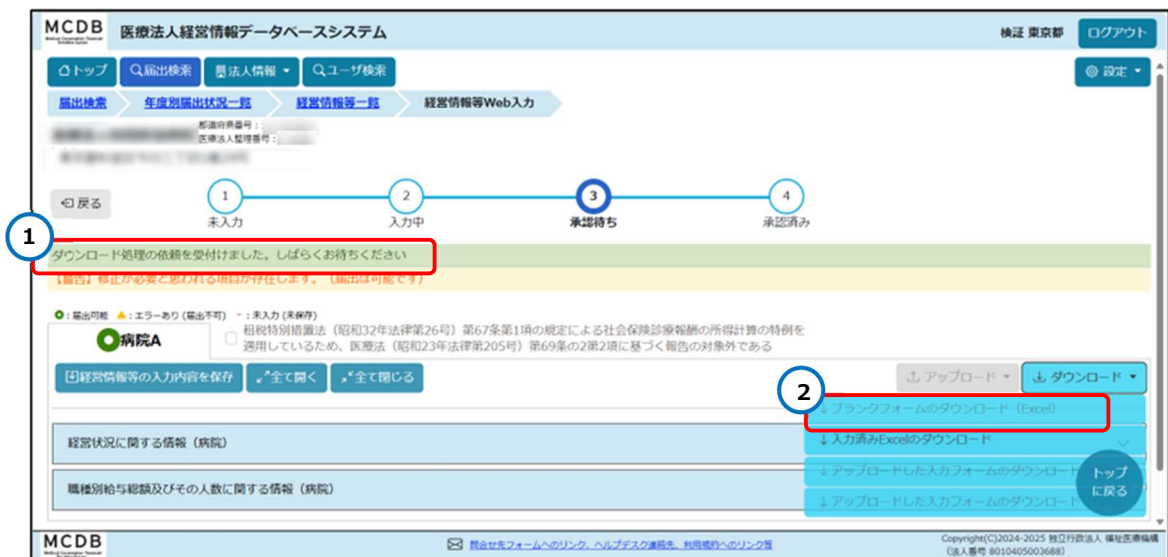 MCDB 医療法人経営情報データベースシステム 検証 東京都 ログアウト
トップ 届出検索 法人情報 ユーザ検索 設定
届出検索 年度別届出状況一覧 経営情報等一覧 経営情報等Web入力
都道府県番号:
医療法人整理番号:
戻る
1 2 3 4
未入力 入力中 承認待ち 承認済み
1
ダウンロード処理の依頼を受付けました。しばらくお待ちください
【警告】修正が必要と思われる項目が存在します。(届出は可能です)
:届出可能 ▲:エラーあり(届出不可) -:未入力(未保存)
病院A
租税特別措置法(昭和32年法律第26号)第67条第1項の規定による社会保険診療報酬の所得計算の特例を
適用しているため、医療法(昭和23年法律第205号)第69条の2第2項に基づく報告の対象外である
経営情報等の入力内容を保存 全て開く 全て閉じる アップロード ダウンロード
2
↓ブランクフォームのダウンロード(Excel)
経営状況に関する情報(病院)
↓入力済みExcelのダウンロード
↓アップロードした入力フォームのダウンロード
職種別給与総額及びその人数に関する情報(病院)
↓アップロードした入力フォームのダウンロード
トップ
に戻る
MCDB
問合せ先フォームへのリンク、ヘルプデスク連絡先、利用規約へのリンク等
Copyright(C)2024-2025 独立行政法人 福祉医療機構
(法人番号 8010405003688)